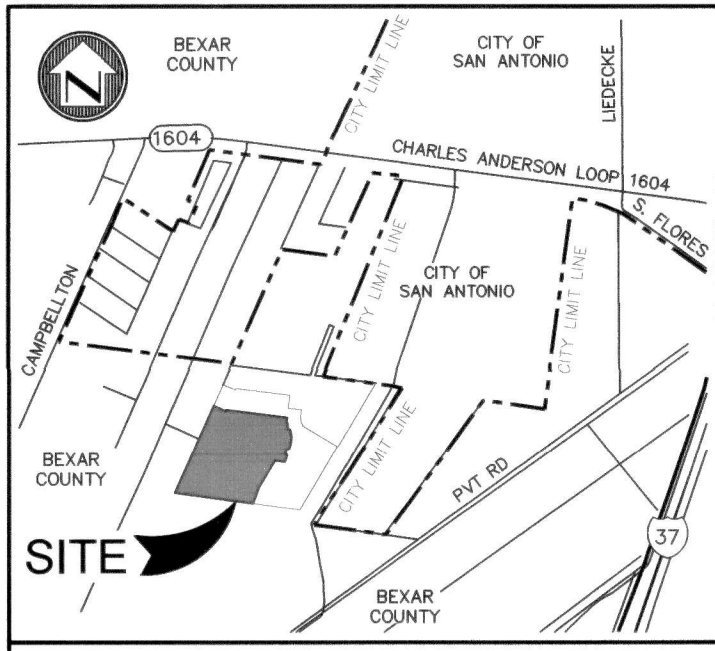 BEXAR
COUNTY
CITY OF
SAN ANTONIO
LIEDECKE
CITY LIMIT LINE
N
1604
CHARLES ANDERSON LOOP 1604
S. FLORES
CAMPBELLTON
CITY OF
SAN ANTONIO
CITY LIMIT LINE
CITY LIMIT LINE
BEXAR
COUNTY
CITY LIMIT LINE
PVT RD
37
SITE
BEXAR
COUNTY